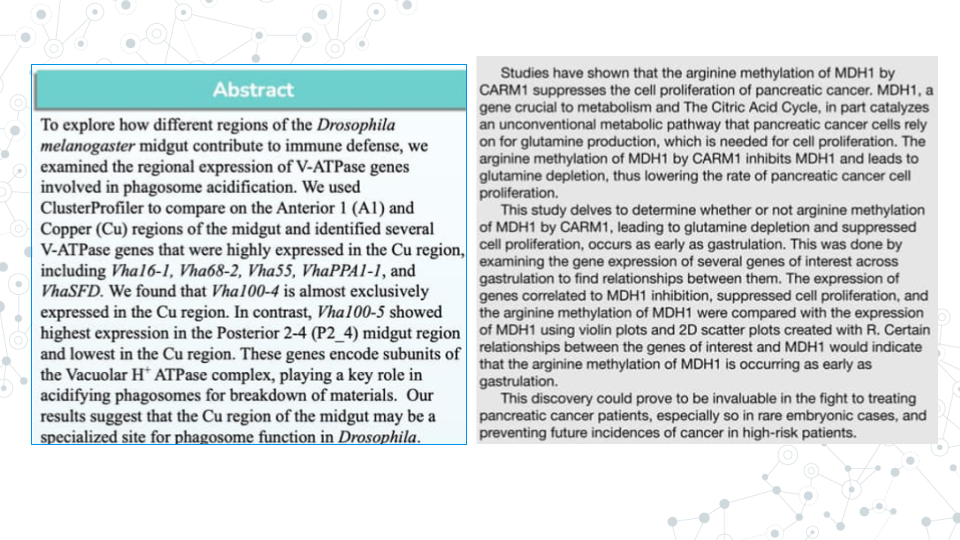 Abstract
To explore how different regions of the Drosophila
melanogaster midgut contribute to immune defense, we
examined the regional expression of V-ATPase genes
involved in phagosome acidification. We used
ClusterProfiler to compare on the Anterior 1 (A1) and
Copper (Cu) regions of the midgut and identified several
V-ATPase genes that were highly expressed in the Cu region,
including Vha16-1, Vha68-2, Vha55, VhaPPA1-1, and
VhaSFD. We found that Vha100-4 is almost exclusively
expressed in the Cu region. In contrast, Vha100-5 showed
highest expression in the Posterior 2-4 (P2_4) midgut region
and lowest in the Cu region. These genes encode subunits of
the Vacuolar H⁺ ATPase complex, playing a key role in
acidifying phagosomes for breakdown of materials. Our
results suggest that the Cu region of the midgut may be a
specialized site for phagosome function in Drosophila.
Studies have shown that the arginine methylation of MDH1 by
CARM1 suppresses the cell proliferation of pancreatic cancer. MDH1, a
gene crucial to metabolism and The Citric Acid Cycle, in part catalyzes
an unconventional metabolic pathway that pancreatic cancer cells rely
on for glutamine production, which is needed for cell proliferation. The
arginine methylation of MDH1 by CARM1 inhibits MDH1 and leads to
glutamine depletion, thus lowering the rate of pancreatic cancer cell
proliferation.
This study delves to determine whether or not arginine methylation
of MDH1 by CARM1, leading to glutamine depletion and suppressed
cell proliferation, occurs as early as gastrulation. This was done by
examining the gene expression of several genes of interest across
gastrulation to find relationships between them. The expression of
genes correlated to MDH1 inhibition, suppressed cell proliferation, and
the arginine methylation of MDH1 were compared with the expression
of MDH1 using violin plots and 2D scatter plots created with R. Certain
relationships between the genes of interest and MDH1 would indicate
that the arginine methylation of MDH1 is occurring as early as
gastrulation.
This discovery could prove to be invaluable in the fight to treating
pancreatic cancer patients, especially so in rare embryonic cases, and
preventing future incidences of cancer in high-risk patients.